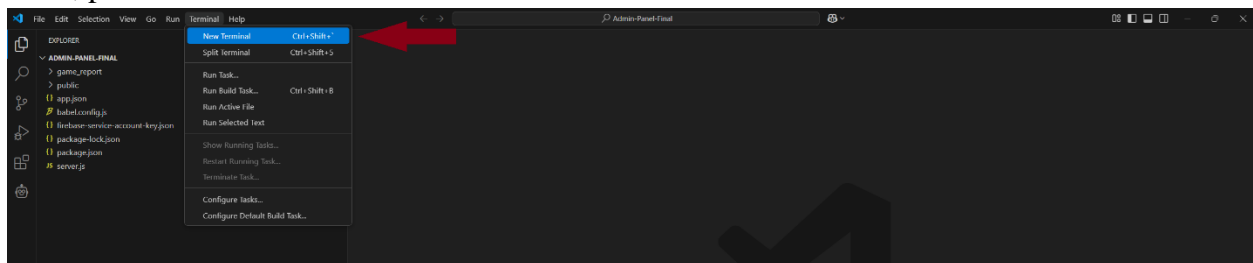 File Edit Selection View Go Run Terminal Help
Admin-Panel-Final
EXPLORER
ADMIN-PANEL-FINAL
game_report
public
{} app.json
babel.config.js
{} firebase-service-account-key.json
{} package-lock.json
{} package.json
JS server.js
New Terminal Ctrl+Shift+`
Split Terminal Ctrl+Shift+5
Run Task...
Run Build Task... Ctrl+Shift+B
Run Active File
Run Selected Text
Show Running Tasks...
Restart Running Task...
Terminate Task...
Configure Tasks...
Configure Default Build Task...